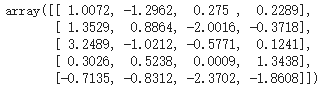 array([[ 1.0072, -1.2962,  0.275 ,  0.2289],
       [ 1.3529,  0.8864, -2.0016, -0.3718],
       [ 3.2489, -1.0212, -0.5771,  0.1241],
       [ 0.3026,  0.5238,  0.0009,  1.3438],
       [-0.7135, -0.8312, -2.3702, -1.8608]])